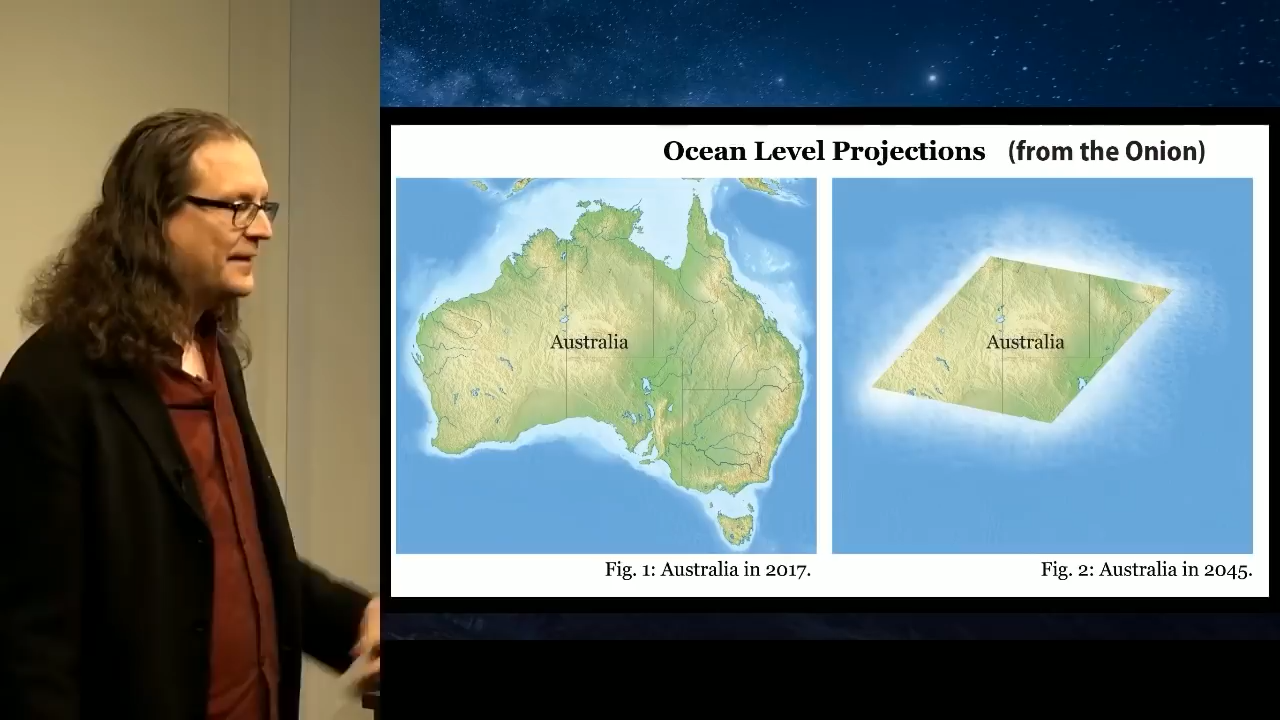 Ocean Level Projections (from the Onion)
Australia
Australia
Fig. 1: Australia in 2017.
Fig. 2: Australia in 2045.